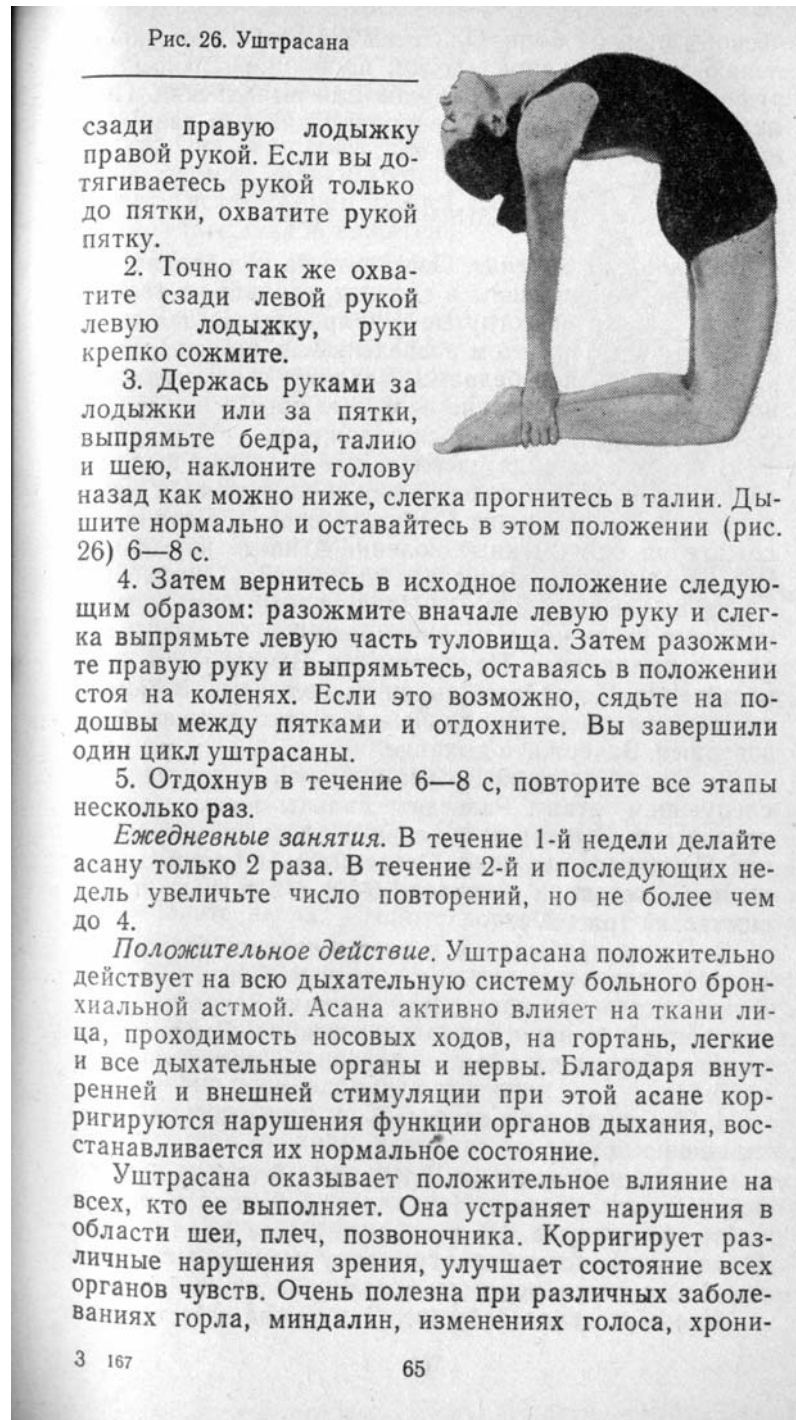 Рис. 26. Уштрасана
сзади правую лодыжку
правой рукой. Если вы до-
тягиваетесь рукой только
до пятки, охватите рукой
пятку.
2. Точно так же охва-
тите сзади левой рукой
левую лодыжку, руки
крепко сожмите.
3. Держась руками за
лодыжки или за пятки,
выпрямьте бедра, талию
и шею, наклоните голову
назад как можно ниже, слегка прогнитесь в талии. Ды-
шите нормально и оставайтесь в этом положении (рис.
26) 6—8 с.
4. Затем вернитесь в исходное положение следую-
щим образом: разожмите вначале левую руку и слег-
ка выпрямьте левую часть туловища. Затем разожми-
те правую руку и выпрямьтесь, оставаясь в положении
стоя на коленях. Если это возможно, сядьте на по-
дошвы между пятками и отдохните. Вы завершили
один цикл уштрасаны.
5. Отдохнув в течение 6—8 с, повторите все этапы
несколько раз.
Ежедневные занятия. В течение 1-й недели делайте
асану только 2 раза. В течение 2-й и последующих не-
дель увеличьте число повторений, но не более чем
до 4.
Положительное действие. Уштрасана положительно
действует на всю дыхательную систему больного брон-
хиальной астмой. Асана активно влияет на ткани ли-
ца, проходимость носовых ходов, на гортань, легкие
и все дыхательные органы и нервы. Благодаря внут-
ренней и внешней стимуляции при этой асане кор-
ригируются нарушения функции органов дыхания, вос-
станавливается их нормальное состояние.
Уштрасана оказывает положительное влияние на
всех, кто ее выполняет. Она устраняет нарушения в
области шеи, плеч, позвоночника. Корригирует раз-
личные нарушения зрения, улучшает состояние всех
органов чувств. Очень полезна при различных заболе-
ваниях горла, миндалин, изменениях голоса, хрони-
3 167
65